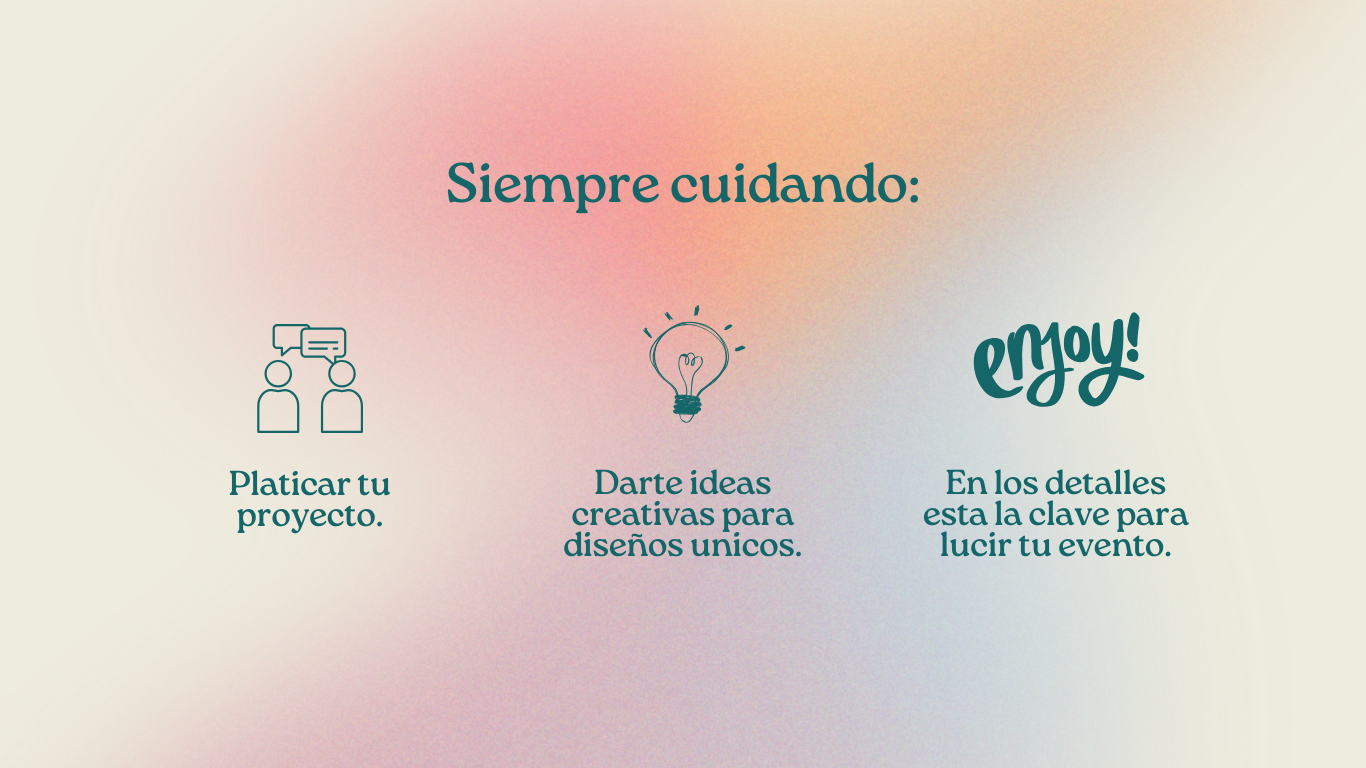 Siempre cuidando:
enjoy!
Platicar tu
proyecto.
Darte ideas
creativas para
diseños unicos.
En los detalles
esta la clave para
lucir tu evento.